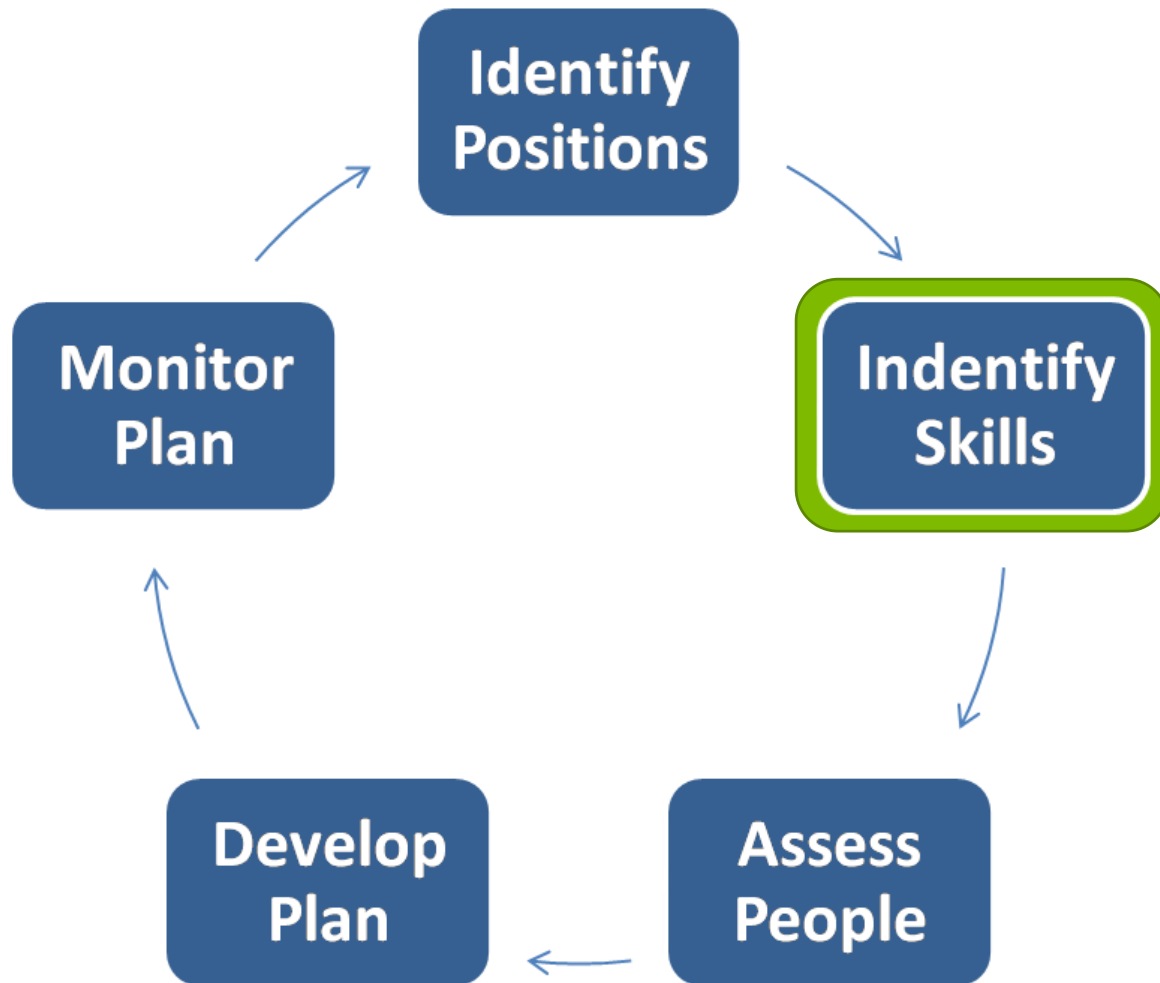 Identify
Positions
Indentify
Skills
Assess
People
Develop
Plan
Monitor
Plan